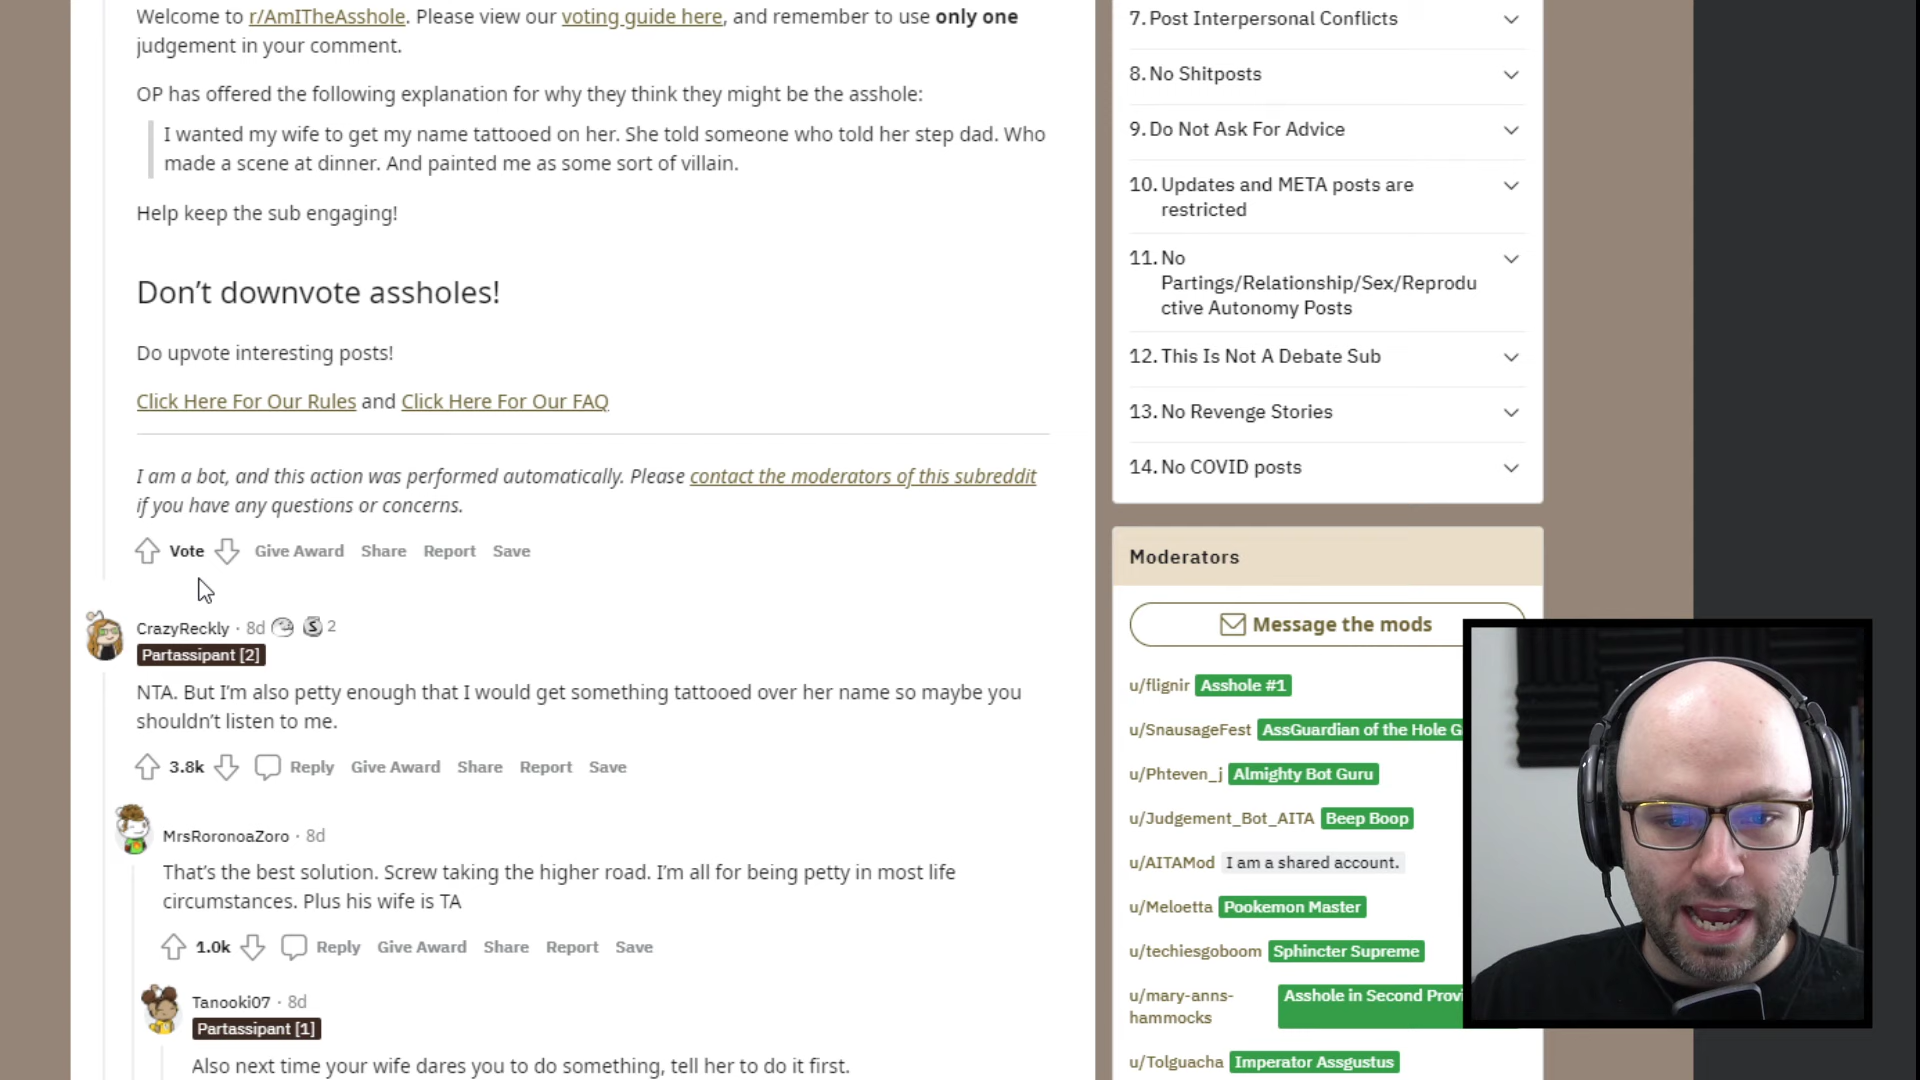 Welcome to r/AmITheAsshole. Please view our voting guide here, and remember to use only one
judgement in your comment.
OP has offered the following explanation for why they think they might be the asshole:
I wanted my wife to get my name tattooed on her. She told someone who told her step dad. Who
made a scene at dinner. And painted me as some sort of villain.
Help keep the sub engaging!
Don't downvote assholes!
Do upvote interesting posts!
Click Here For Our Rules and Click Here For Our FAQ
I am a bot, and this action was performed automatically. Please contact the moderators of this subreddit
if you have any questions or concerns.
Vote Give Award Share Report Save
CrazyReckly · 8d S 2
Partassipant [2]
NTA. But I'm also petty enough that I would get something tattooed over her name so maybe you
shouldn't listen to me.
3.8k Reply Give Award Share Report Save
MrsRoronoaZoro · 8d
That's the best solution. Screw taking the higher road. I'm all for being petty in most life
circumstances. Plus his wife is TA
1.0k Reply Give Award Share Report Save
Tanooki07 · 8d
Partassipant [1]
Also next time your wife dares you to do something, tell her to do it first.
7. Post Interpersonal Conflicts
8. No Shitposts
9. Do Not Ask For Advice
10. Updates and META posts are
restricted
11. No
Partings/Relationship/Sex/Reprodu
ctive Autonomy Posts
12. This Is Not A Debate Sub
13. No Revenge Stories
14. No COVID posts
Moderators
Message the mods
u/flignir Asshole #1
u/SnausageFest AssGuardian of the Hole G
u/Phteven_j Almighty Bot Guru
u/Judgement_Bot_AITA Beep Boop
u/AITAMod I am a shared account.
u/Meloetta Pookemon Master
u/techiesgoboom Sphincter Supreme
u/mary-anns-
hammocks Asshole in Second Provi
u/Tolguacha Imperator Assgustus